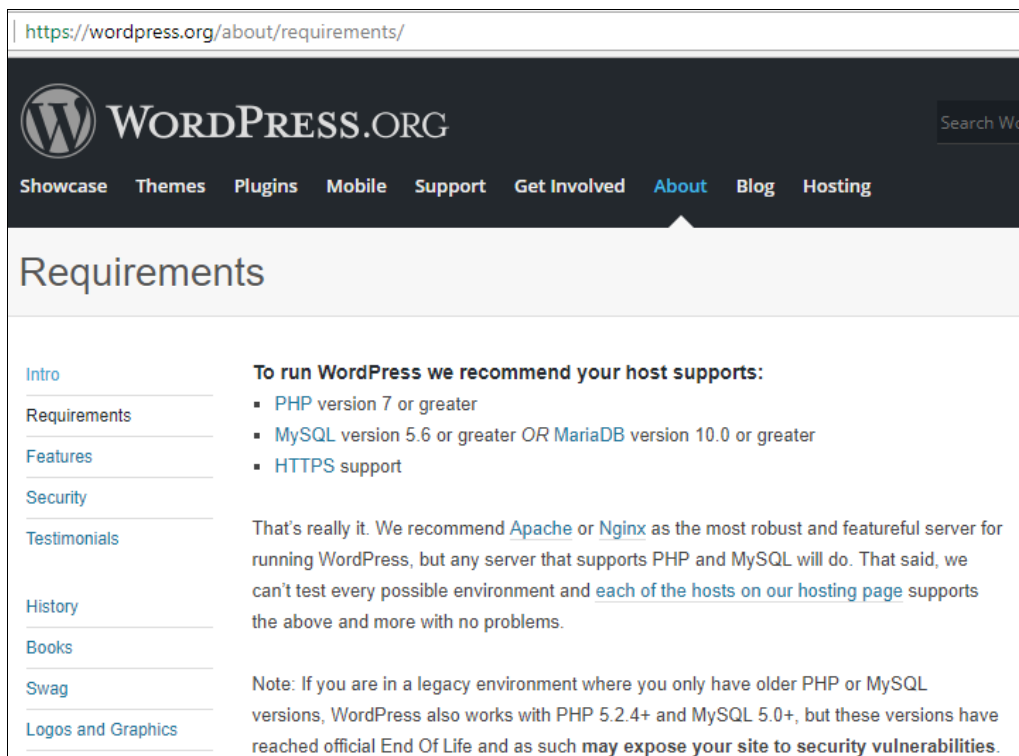 https://wordpress.org/about/requirements/
WORDPRESS.ORG
Search Wo
Showcase Themes Plugins Mobile Support Get Involved About Blog Hosting
Requirements
Intro
Requirements
Features
Security
Testimonials
History
Books
Swag
Logos and Graphics
To run WordPress we recommend your host supports:
PHP version 7 or greater
MySQL version 5.6 or greater OR MariaDB version 10.0 or greater
HTTPS support
That's really it. We recommend Apache or Nginx as the most robust and featureful server for
running WordPress, but any server that supports PHP and MySQL will do. That said, we
can't test every possible environment and each of the hosts on our hosting page supports
the above and more with no problems.
Note: If you are in a legacy environment where you only have older PHP or MySQL
versions, WordPress also works with PHP 5.2.4+ and MySQL 5.0+, but these versions have
reached official End Of Life and as such may expose your site to security vulnerabilities.